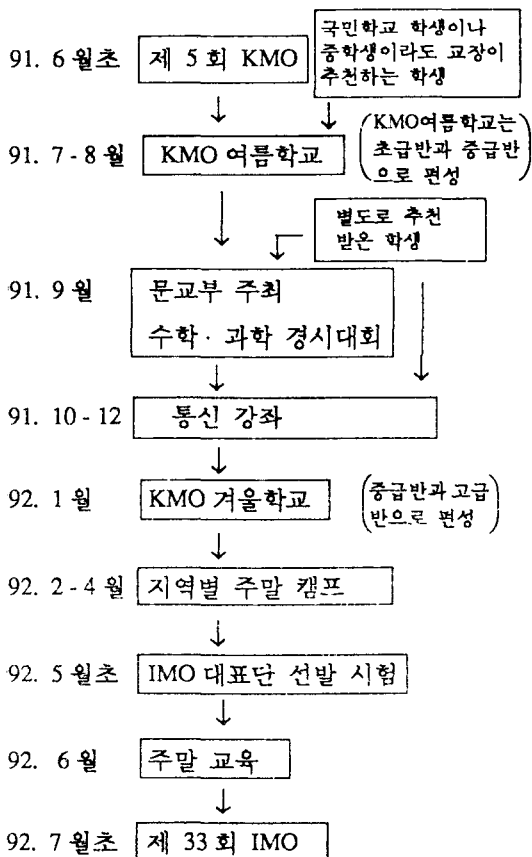 91. 6월초 제 5회 KMO
국민학교 학생이나
중학생이라도 교장이
추천하는 학생
91. 7-8월 KMO 여름학교
(KMO여름학교는
초급반과 중급반
으로 편성)
별도로 추천
받은 학생
91. 9월
문교부 주최
수학·과학 경시대회
91. 10-12 통신 강좌
92. 1월 KMO 겨울학교
(중급반과 고급
반으로 편성)
92. 2-4월 지역별 주말 캠프
92. 5월초 IMO 대표단 선발 시험
92. 6월 주말 교육
92. 7월초 제 33회 IMO